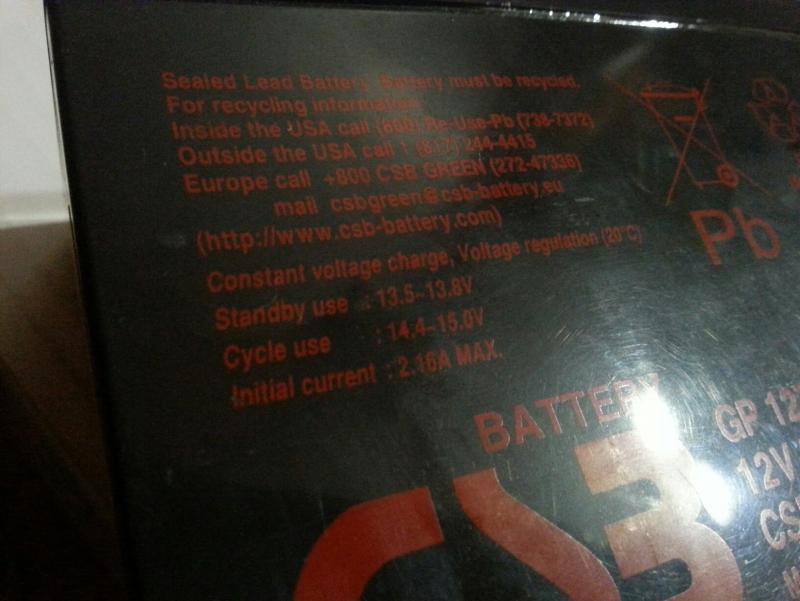 Sealed Lead Battery. Battery must be recycled.
For recycling information
Inside the USA call (800) Re-Use-Pb (738-7372)
Outside the USA call 1 (817) 244-4415
Europe call +800 CSB GREEN (272-47336)
mail csbgreen@csb-battery.eu
(http://www.csb-battery.com)
Constant voltage charge, Voltage regulation (20°C)
Standby use : 13.5~13.8V
Cycle use : 14.4~15.0V
Initial current : 2.16A MAX.
Pb
BATTERY
CSB
GP
12V